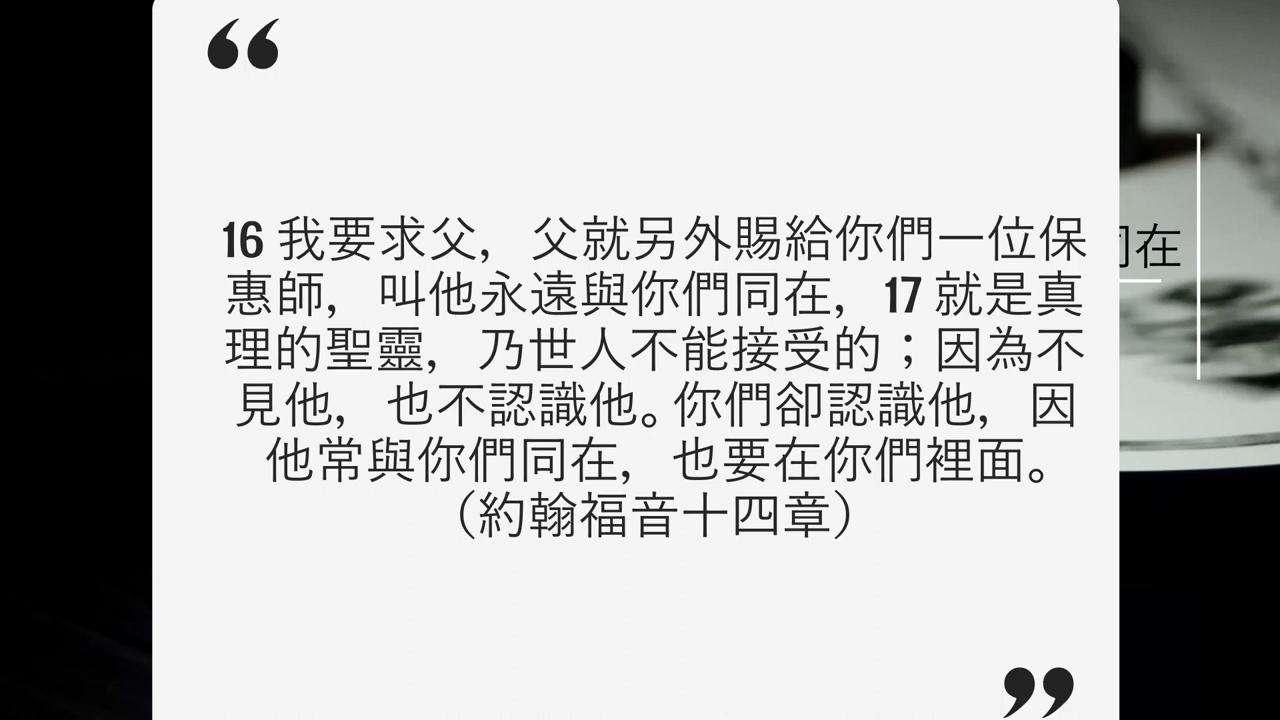 “
16 我要求父，父就另外賜給你們一位保
惠師，叫他永遠與你們同在，17 就是真
理的聖靈，乃世人不能接受的；因為不
見他，也不認識他。你們卻認識他，因
他常與你們同在，也要在你們裡面。
（約翰福音十四章）
”
在